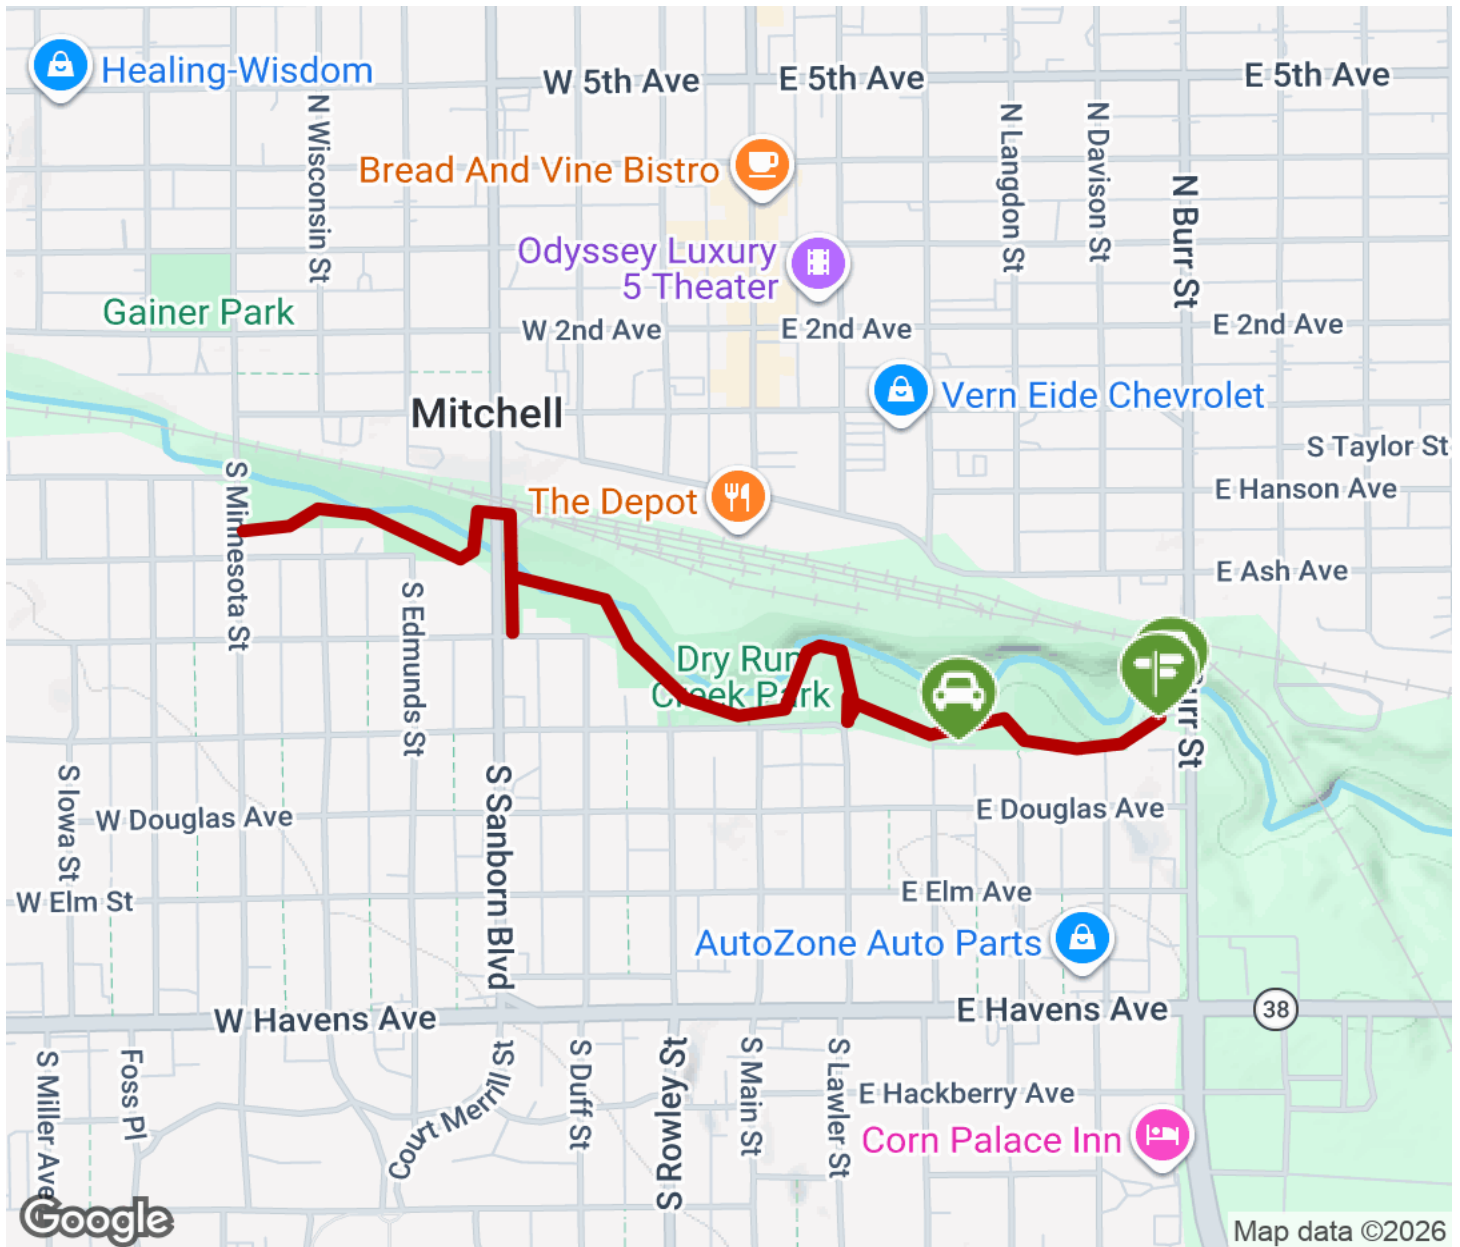 Healing-Wisdom
W 5th Ave
E 5th Ave
E 5th Ave
N Wisconsin St
N Langdon St
N Davison St
N Burr St
Bread And Vine Bistro
Odyssey Luxury
5 Theater
Gainer Park
W 2nd Ave
E 2nd Ave
E 2nd Ave
Mitchell
Vern Eide Chevrolet
S Taylor St
S Minnesota St
The Depot
E Hanson Ave
E Ash Ave
S Edmunds St
Dry Run
Creek Park
Burr St
S Iowa St
W Douglas Ave
S Sanborn Blvd
E Douglas Ave
W Elm St
E Elm Ave
AutoZone Auto Parts
W Havens Ave
E Havens Ave
38
S Miller Ave
Foss Pl
Court Merrill St
S Duff St
S Rowley St
S Main St
S Lawler St
E Hackberry Ave
Corn Palace Inn
Google
Map data ©2026